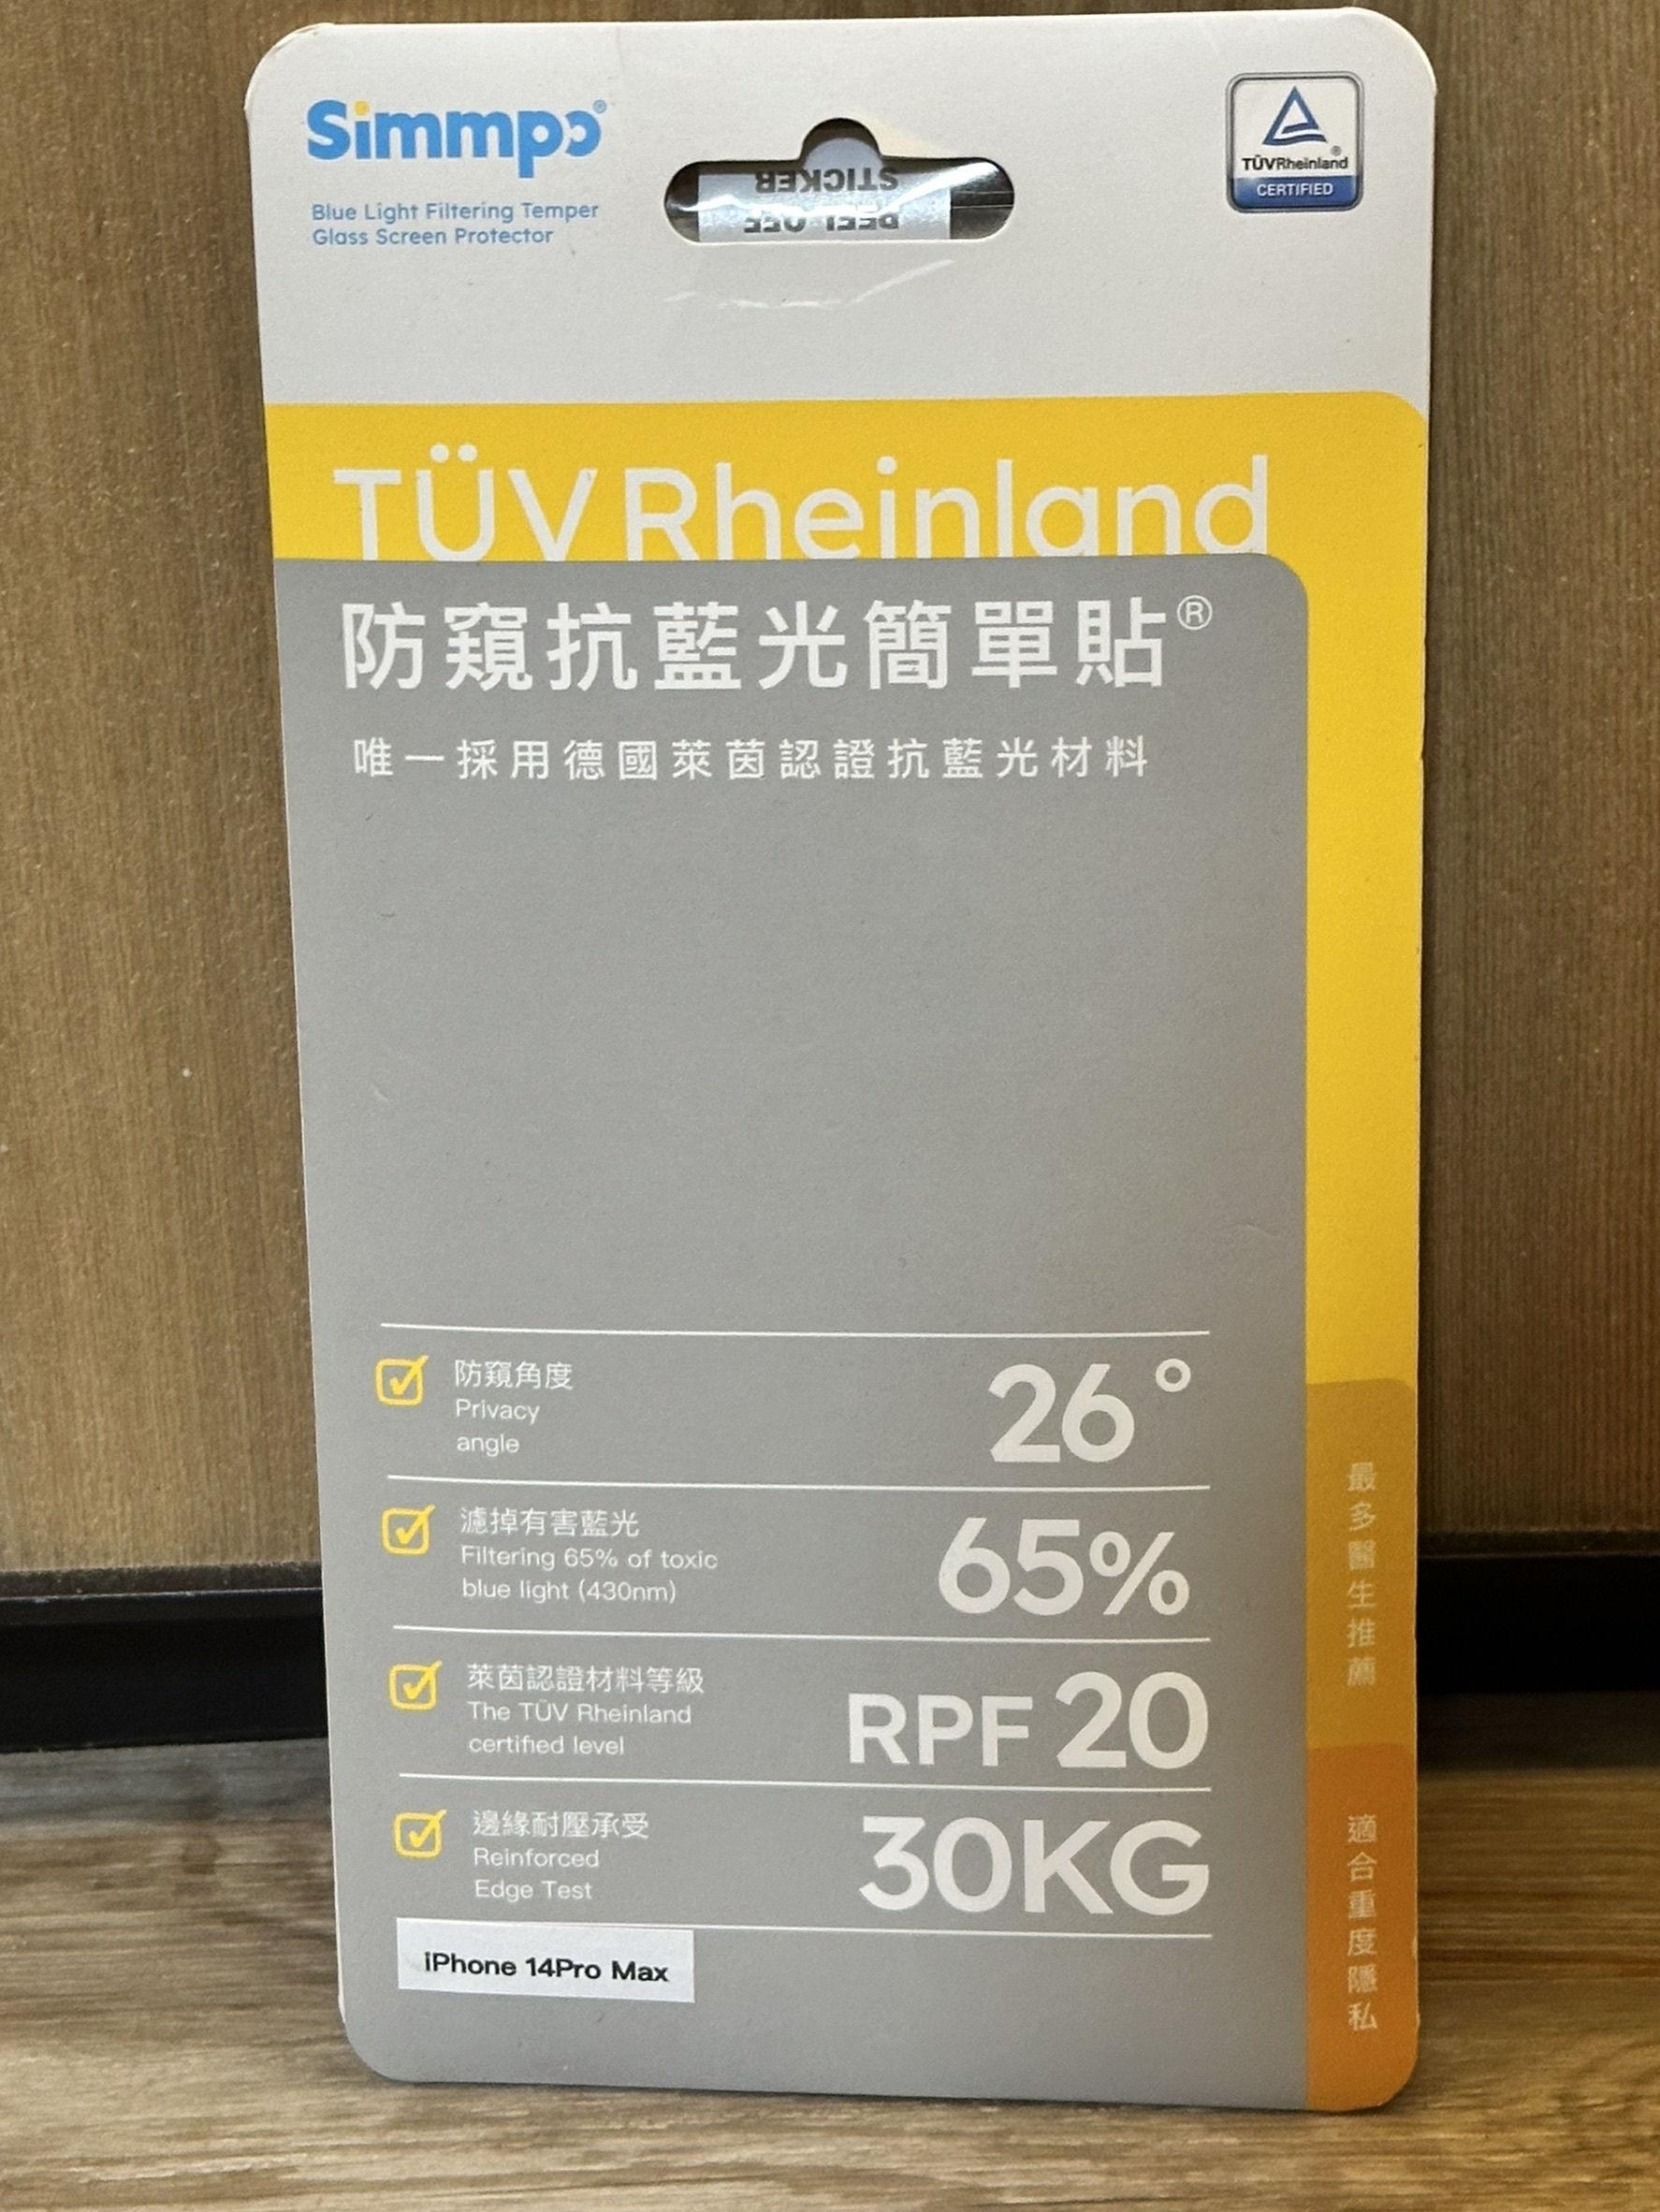 Simmpo®
Blue Light Filtering Temper
Glass Screen Protector
STICKER
PEEL OFF
TÜVRheinland®
CERTIFIED
TÜV Rheinland
防窺抗藍光簡單貼®
唯一採用德國萊茵認證抗藍光材料
防窺角度
Privacy
angle
26°
濾掉有害藍光
Filtering 65% of toxic
blue light (430nm)
65%
萊茵認證材料等級
The TÜV Rheinland
certified level
RPF 20
邊緣耐壓承受
Reinforced
Edge Test
30KG
iPhone 14Pro Max
最多醫生推薦
適合重度隱私